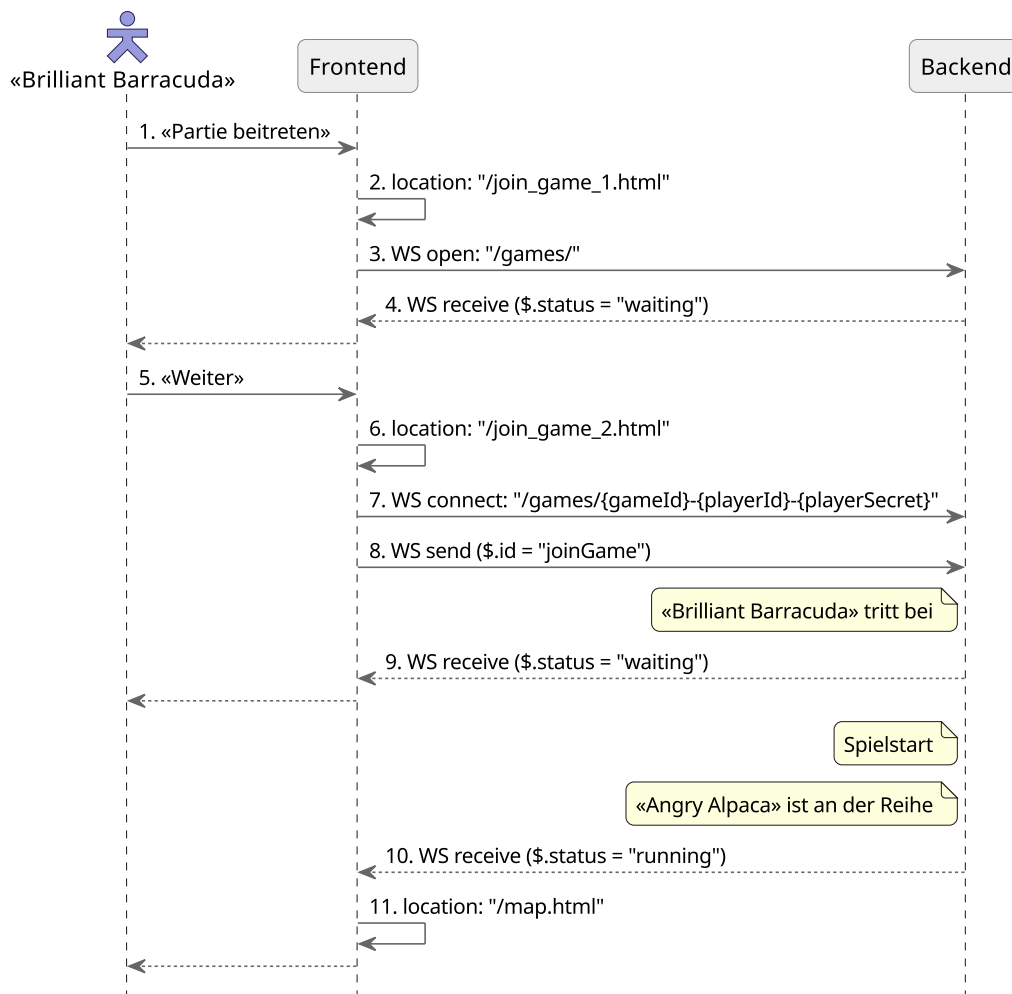 «Brilliant Barracuda»
Frontend
Backend
1. «Partie beitreten»
2. location: "/join_game_1.html"
3. WS open: "/games/"
4. WS receive ($.status = "waiting")
5. «Weiter»
6. location: "/join_game_2.html"
7. WS connect: "/games/{gameId}-{playerId}-{playerSecret}"
8. WS send ($.id = "joinGame")
«Brilliant Barracuda» tritt bei
9. WS receive ($.status = "waiting")
Spielstart
«Angry Alpaca» ist an der Reihe
10. WS receive ($.status = "running")
11. location: "/map.html"